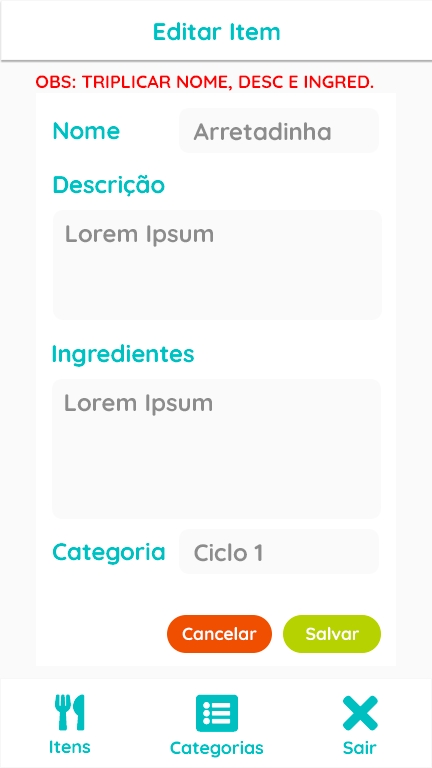 Editar Item
OBS: TRIPLICAR NOME, DESC E INGRED.
Nome Arretadinha
Descrição
Lorem Ipsum
Ingredientes
Lorem Ipsum
Categoria Ciclo 1
Cancelar Salvar
Itens Categorias Sair